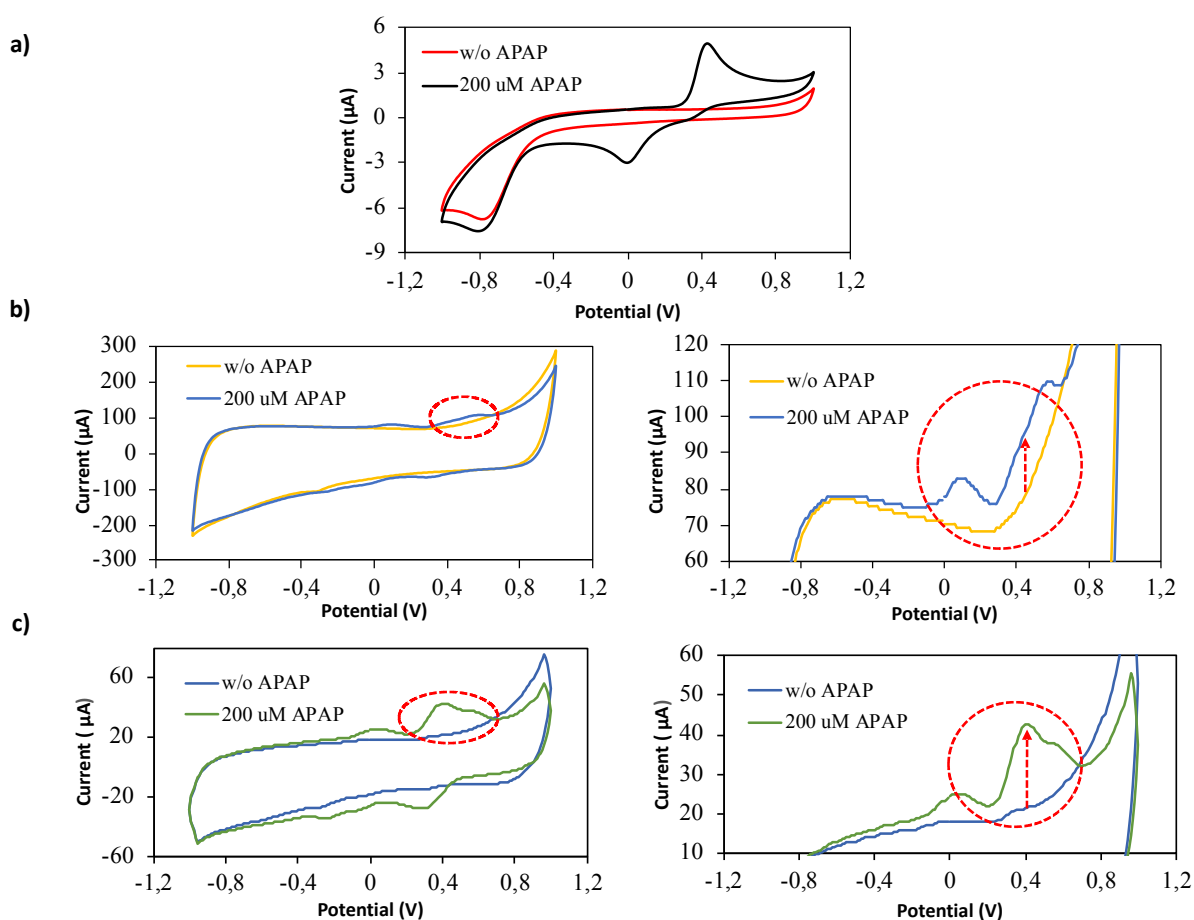 a)
6
3
0
-3
-6
-9
Current (µA)
w/o APAP
200 uM APAP
-1,2 -0,8 -0,4 0 0,4 0,8 1,2
Potential (V)
b)
300
200
100
0
-100
-200
-300
Current (µA)
w/o APAP
200 uM APAP
-1,2 -0,8 -0,4 0 0,4 0,8 1,2
Potential (V)
120
110
100
90
80
70
60
Current (µA)
w/o APAP
200 uM APAP
-1,2 -0,8 -0,4 0 0,4 0,8 1,2
Potential (V)
c)
60
20
-20
-60
Current ( µA)
w/o APAP
200 uM APAP
-1,2 -0,8 -0,4 0 0,4 0,8 1,2
Potential (V)
60
50
40
30
20
10
Current ( µA)
w/o APAP
200 uM APAP
-1,2 -0,8 -0,4 0 0,4 0,8 1,2
Potential (V)